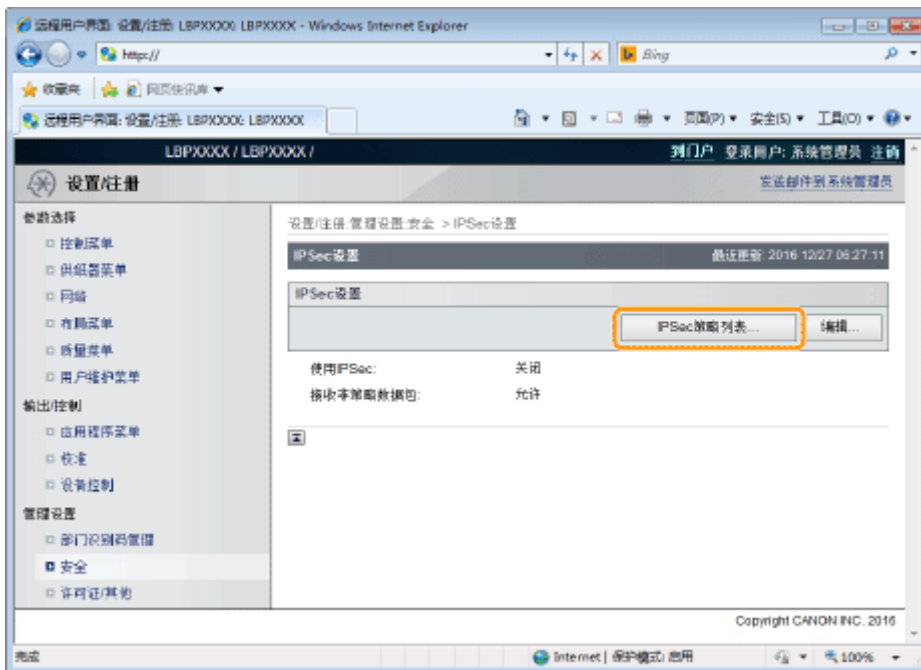 远程用户界面: 设置/注册: LBPXXXX: LBPXXXX - Windows Internet Explorer
http://
Bing
收藏夹 网页快讯库
远程用户界面: 设置/注册: LBPXXXX: LBPXXXX
页面(P) 安全(S) 工具(O)
LBPXXXX / LBPXXXX /
到门户 登录用户: 系统管理员 注销
设置/注册
发送邮件到系统管理员
参数选择
控制菜单
供纸器菜单
网络
布局菜单
质量菜单
用户维护菜单
输出/控制
应用程序菜单
校准
设备控制
管理设置
部门识别码管理
安全
许可证/其他
设置/注册:管理设置:安全 > IPSec设置
IPSec设置
最近更新: 2016 12/27 06:27:11
IPSec设置
IPSec策略列表...
编辑...
使用IPSec: 关闭
接收非策略数据包: 允许
Copyright CANON INC. 2016
完成
Internet | 保护模式: 启用
100%